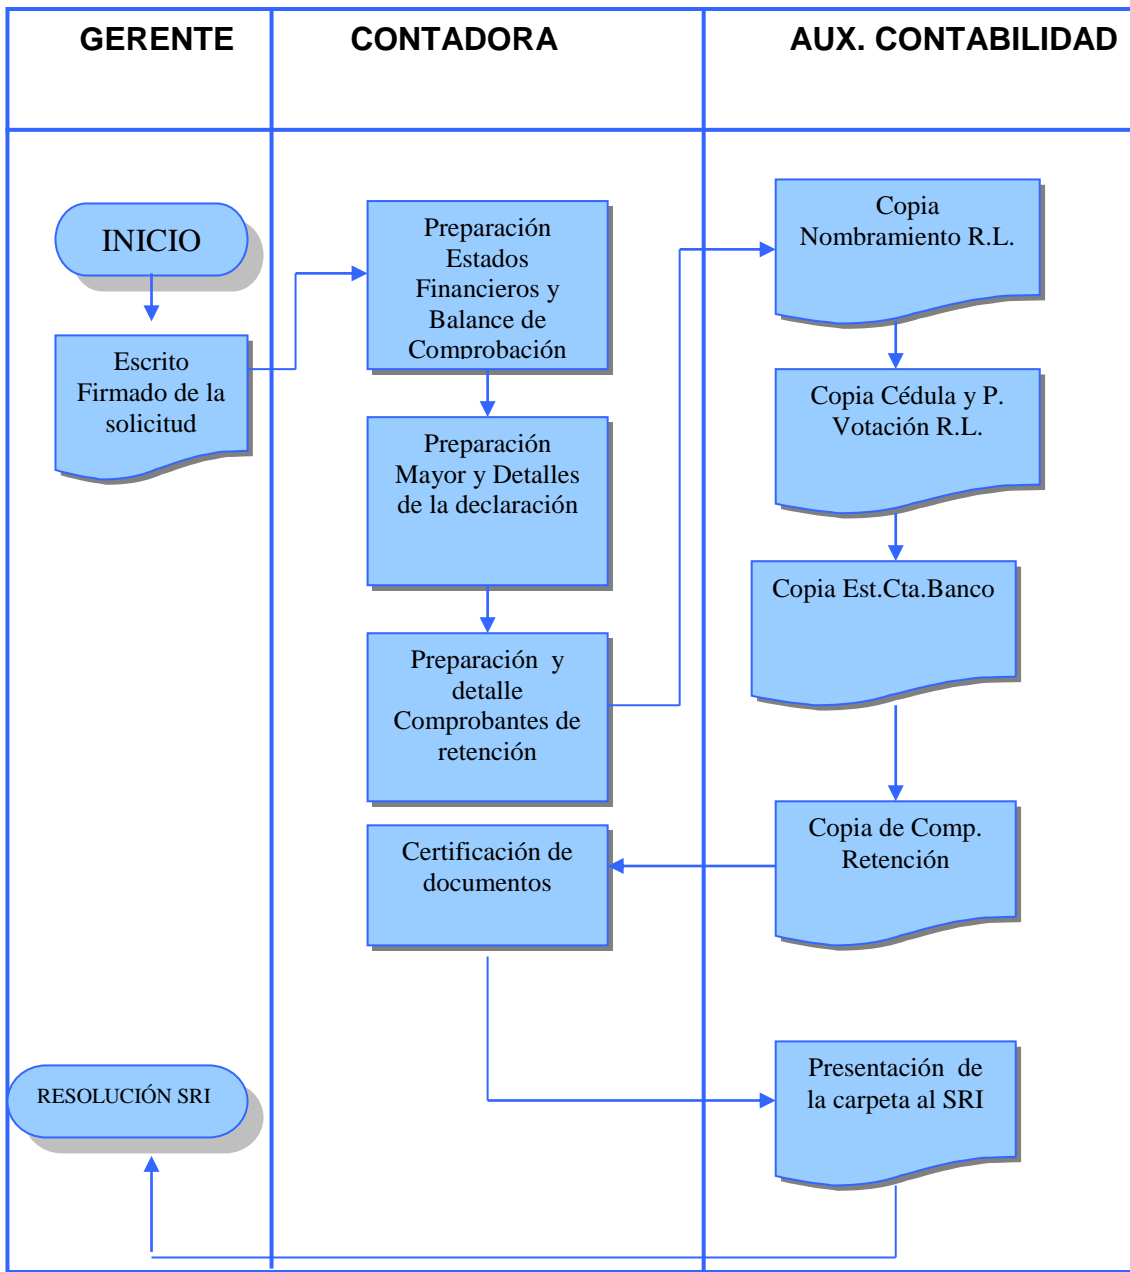 GERENTE
CONTADORA
AUX. CONTABILIDAD
INICIO
Escrito
Firmado de la
solicitud
Preparación
Estados
Financieros y
Balance de
Comprobación
Preparación
Mayor y Detalles
de la declaración
Preparación y
detalle
Comprobantes de
retención
Copia
Nombramiento R.L.
Copia Cédula y P.
Votación R.L.
Copia Est.Cta.Banco
Copia de Comp.
Retención
Certificación de
documentos
Presentación de
la carpeta al SRI
RESOLUCIÓN SRI